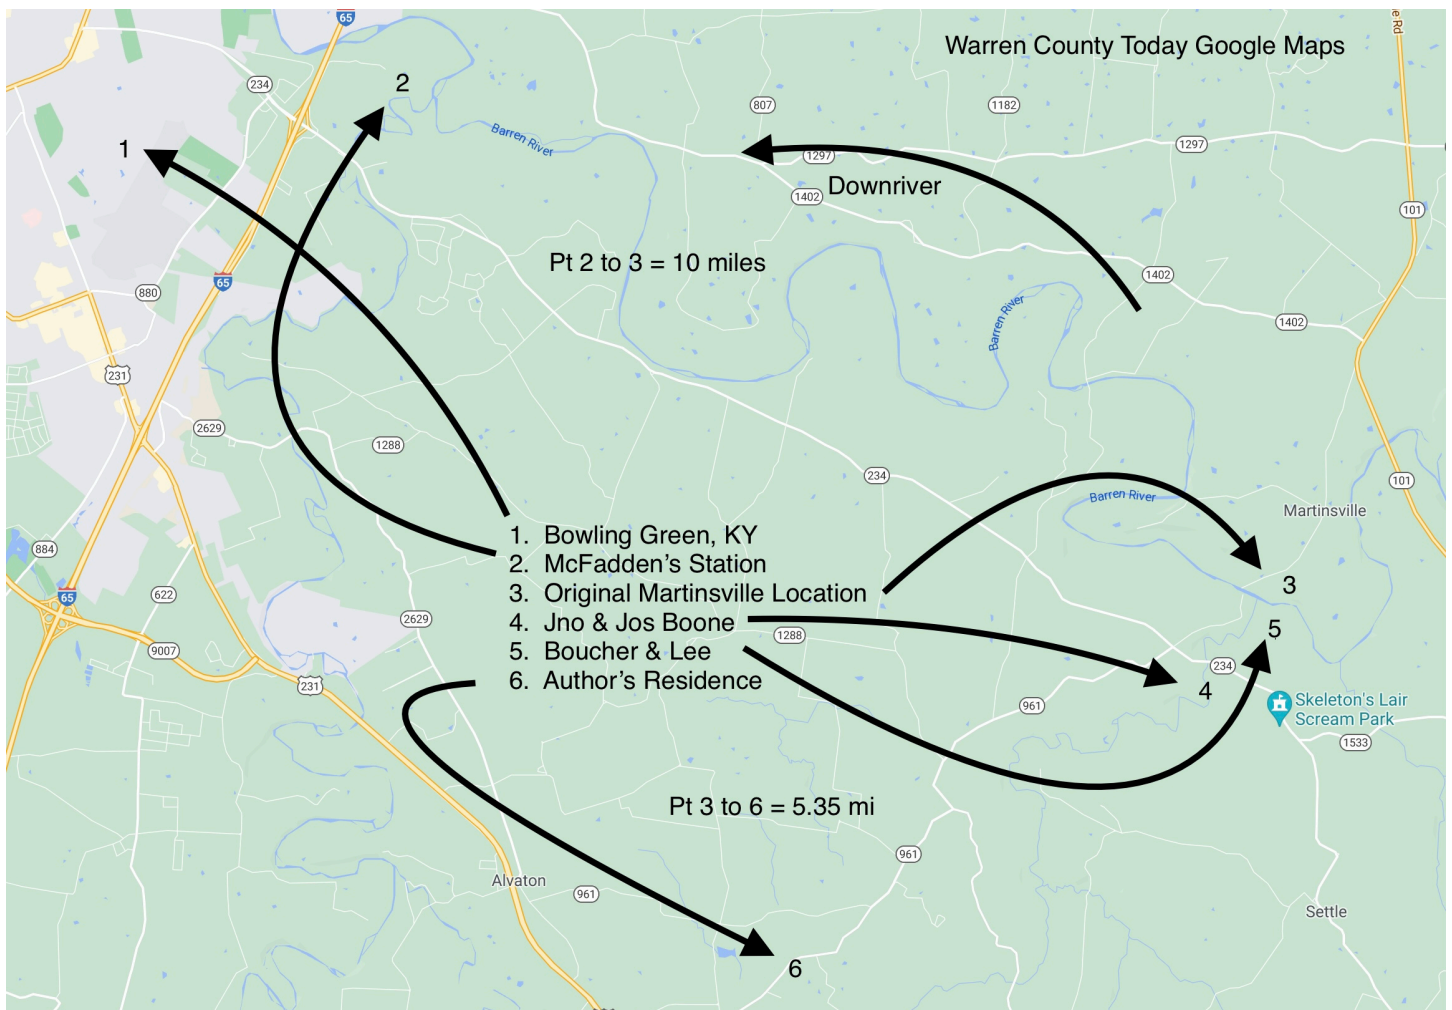 65
e Rd
Warren County Today Google Maps
2
234
807
1182
Barren River
1
1297
1297
Downriver
1402
101
Pt 2 to 3 = 10 miles
1402
65
880
Barren River
1402
231
2629
1288
234
101
Barren River
Martinsville
1. Bowling Green, KY
2. McFadden's Station
3. Original Martinsville Location
4. Jno & Jos Boone
5. Boucher & Lee
6. Author's Residence
884
3
65
622
2629
5
1288
9007
234
231
4
Skeleton's Lair
Scream Park
961
1533
Pt 3 to 6 = 5.35 mi
961
Alvaton
961
Settle
6